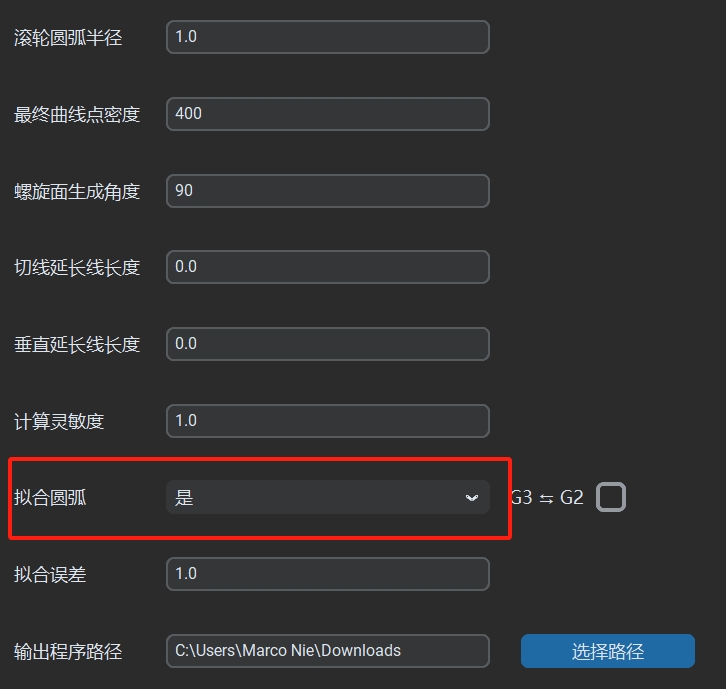 滚轮圆弧半径 1.0
最终曲线点密度 400
螺旋面生成角度 90
切线延长线长度 0.0
垂直延长线长度 0.0
计算灵敏度 1.0
拟合圆弧 是 G3 ⇆ G2
拟合误差 1.0
输出程序路径 C:\Users\Marco Nie\Downloads 选择路径